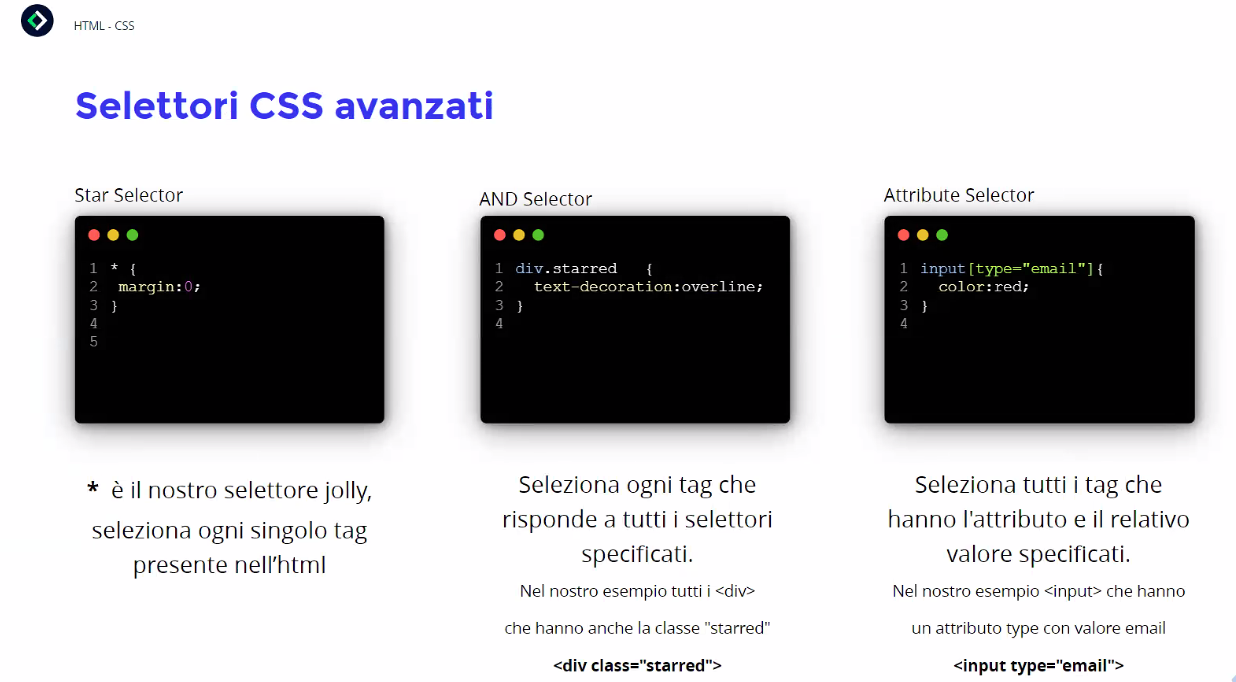 HTML - CSS
Selettori CSS avanzati
Star Selector
1 * {
2 margin:0;
3 }
4
5
* è il nostro selettore jolly,
seleziona ogni singolo tag
presente nell’html
AND Selector
1 div.starred {
2 text-decoration:overline;
3 }
4
Seleziona ogni tag che
risponde a tutti i selettori
specificati.
Nel nostro esempio tutti i <div>
che hanno anche la classe "starred"
<div class="starred">
Attribute Selector
1 input[type="email"]{
2 color:red;
3 }
4
Seleziona tutti i tag che
hanno l'attributo e il relativo
valore specificati.
Nel nostro esempio <input> che hanno
un attributo type con valore email
<input type="email">